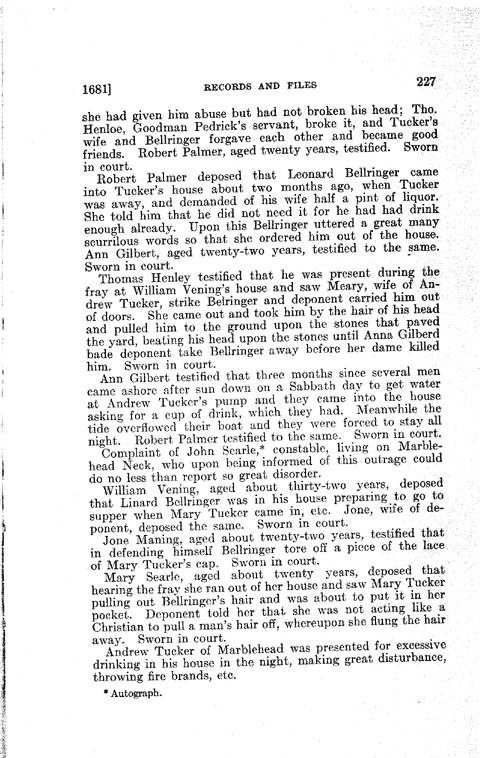 1681] RECORDS AND FILES 227
she had given him abuse but had not broken his head; Tho.
Henloe, Goodman Pedrick's servant, broke it, and Tucker's
wife and Bellringer forgave each other and became good
friends. Robert Palmer, aged twenty years, testified. Sworn
in court.
Robert Palmer deposed that Leonard Bellringer came
into Tucker's house about two months ago, when Tucker
was away, and demanded of his wife half a pint of liquor.
She told him that he did not need it for he had had drink
enough already. Upon this Bellringer uttered a great many
scurrilous words so that she ordered him out of the house.
Ann Gilbert, aged twenty-two years, testified to the same.
Sworn in court.
Thomas Henley testified that he was present during the
fray at William Vening's house and saw Meary, wife of An-
drew Tucker, strike Belringer and deponent carried him out
of doors. She came out and took him by the hair of his head
and pulled him to the ground upon the stones that paved
the yard, beating his head upon the stones until Anna Gilberd
bade deponent take Bellringer away before her dame killed
him. Sworn in court.
Ann Gilbert testified that three months since several men
came ashore after sun down on a Sabbath day to get water
at Andrew Tucker's pump and they came into the house
asking for a cup of drink, which they had. Meanwhile the
tide overflowed their boat and they were forced to stay all
night. Robert Palmer testified to the same. Sworn in court.
Complaint of John Searle,* constable, living on Marble-
head Neck, who upon being informed of this outrage could
do no less than report so great disorder.
William Vening, aged about thirty-two years, deposed
that Linard Bellringer was in his house preparing to go to
supper when Mary Tucker came in, etc. Jone, wife of de-
ponent, deposed the same. Sworn in court.
Jone Maning, aged about twenty-two years, testified that
in defending himself Bellringer tore off a piece of the lace
of Mary Tucker's cap. Sworn in court.
Mary Searle, aged about twenty years, deposed that
hearing the fray she ran out of her house and saw Mary Tucker
pulling out Bellringer's hair and was about to put it in her
pocket. Deponent told her that she was not acting like a
Christian to pull a man's hair off, whereupon she flung the hair
away. Sworn in court.
Andrew Tucker of Marblehead was presented for excessive
drinking in his house in the night, making great disturbance,
throwing fire brands, etc.
* Autograph.